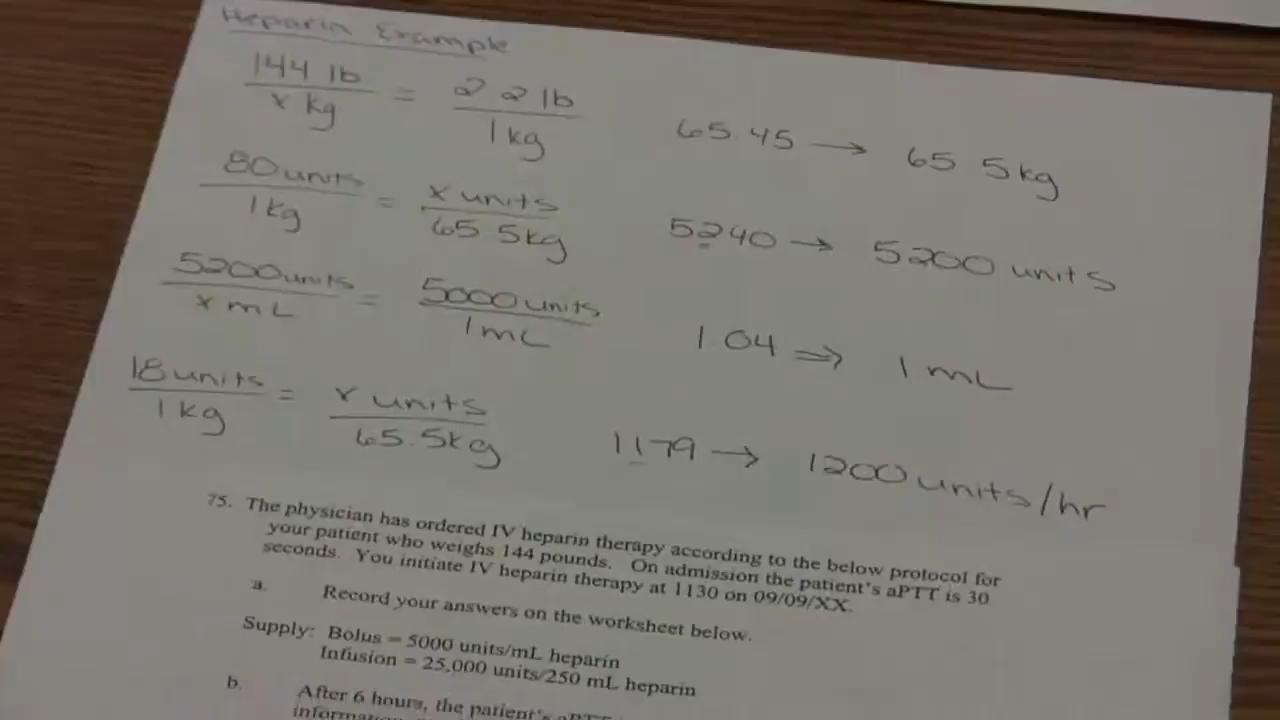 Heparin Example
144 lb / x kg = 2 2 lb / 1 kg 65.45 → 65 5 kg
80 units / 1 kg = x units / 65 5 kg 5240 → 5200 units
5200 units / x mL = 5000 units / 1 mL 1 04 ⇒ 1 mL
18 units / 1 kg = x units / 65.5 kg 1179 → 1200 units/hr
75. The physician has ordered IV heparin therapy according to the below protocol for
your patient who weighs 144 pounds. On admission the patient's aPTT is 30
seconds. You initiate IV heparin therapy at 1130 on 09/09/XX.
a. Record your answers on the worksheet below.
Supply: Bolus = 5000 units/mL heparin
Infusion = 25,000 units/250 mL heparin
b. After 6 hours, the patient's aPTT